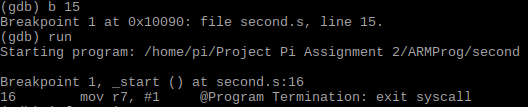 (gdb) b 15
Breakpoint 1 at 0x10090: file second.s, line 15.
(gdb) run
Starting program: /home/pi/Project Pi Assignment 2/ARMProg/second
Breakpoint 1, _start () at second.s:16
16      mov r7, #1     @Program Termination: exit syscall